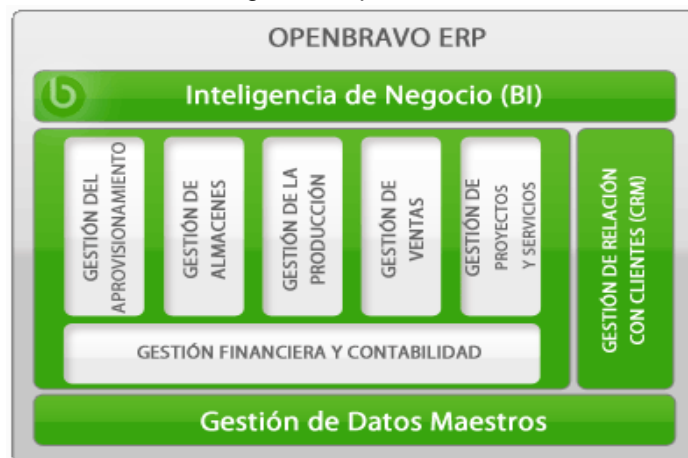 OPENBRAVO ERP
b
Inteligencia de Negocio (BI)
GESTIÓN DEL
APROVISIONAMIENTO
GESTIÓN DE
ALMACENES
GESTIÓN DE LA
PRODUCCIÓN
GESTIÓN DE
VENTAS
GESTIÓN DE
PROYECTOS
Y SERVICIOS
GESTIÓN DE RELACIÓN
CON CLIENTES (CRM)
GESTIÓN FINANCIERA Y CONTABILIDAD
Gestión de Datos Maestros